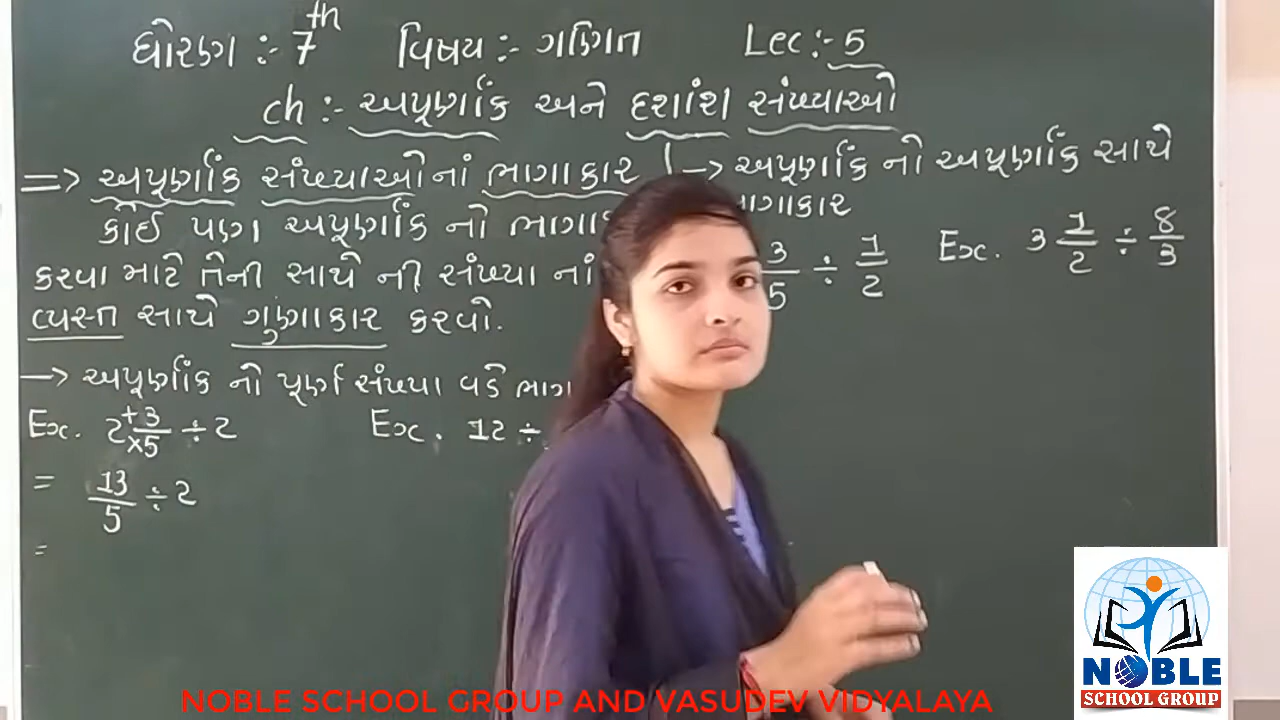 ધોરણ :- 7th વિષય :- ગણિત Lec :- 5
ch :- અપૂર્ણાંક અને દશાંશ સંખ્યાઓ
=> અપૂર્ણાંક સંખ્યાઓનાં ભાગાકાર
કોઈ પણ અપૂર્ણાંક નો
કરવા માટે તેની સાથે ની સંખ્યા નાં
વ્યસ્ત સાથે ગુણાકાર કરવો.
→ અપૂર્ણાંક નો પૂર્ણ સંખ્યા વડે
Ex. 2 + 3/×5 ÷ 2 Ex. 12 ÷
= 13/5 ÷ 2
=
→ અપૂર્ણાંક નો અપૂર્ણાંક સાથે
3/5 ÷ 1/2 Ex. 3 1/2 ÷ 8/3
NOBLE
SCHOOL GROUP
NOBLE SCHOOL GROUP AND VASUDEV VIDYALAYA